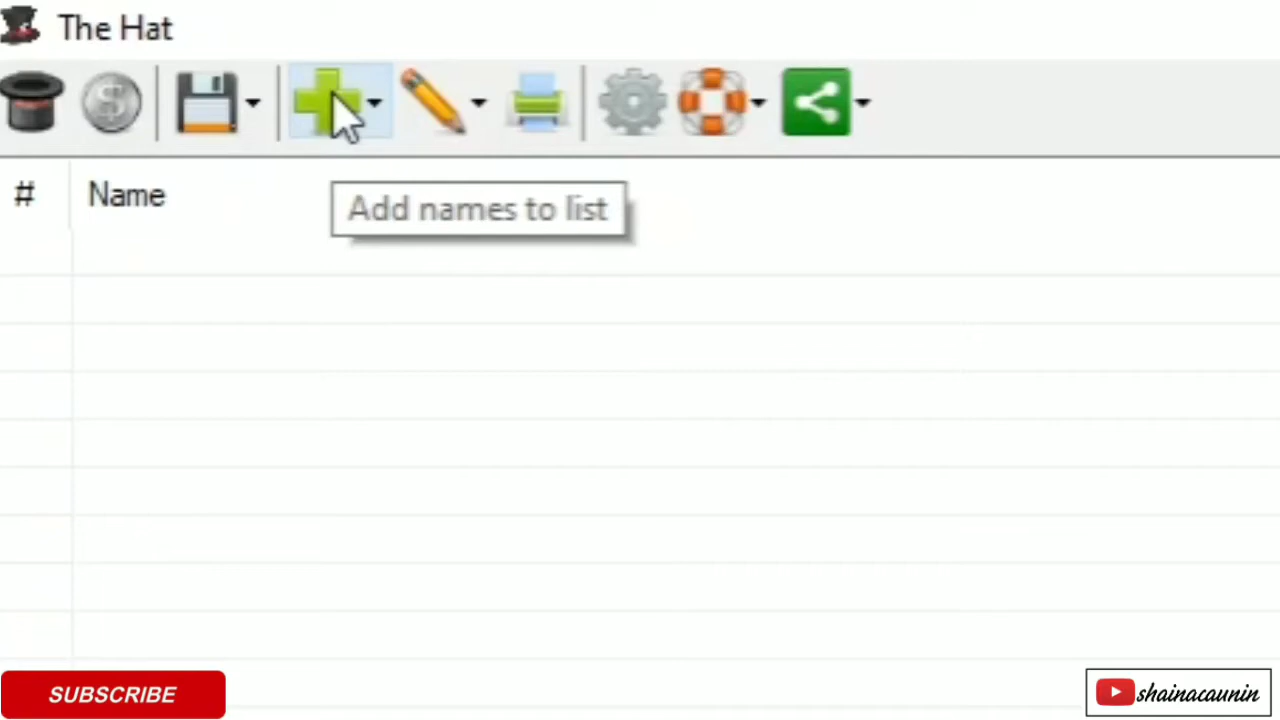 The Hat
# Name
Add names to list
SUBSCRIBE
shainacaunin